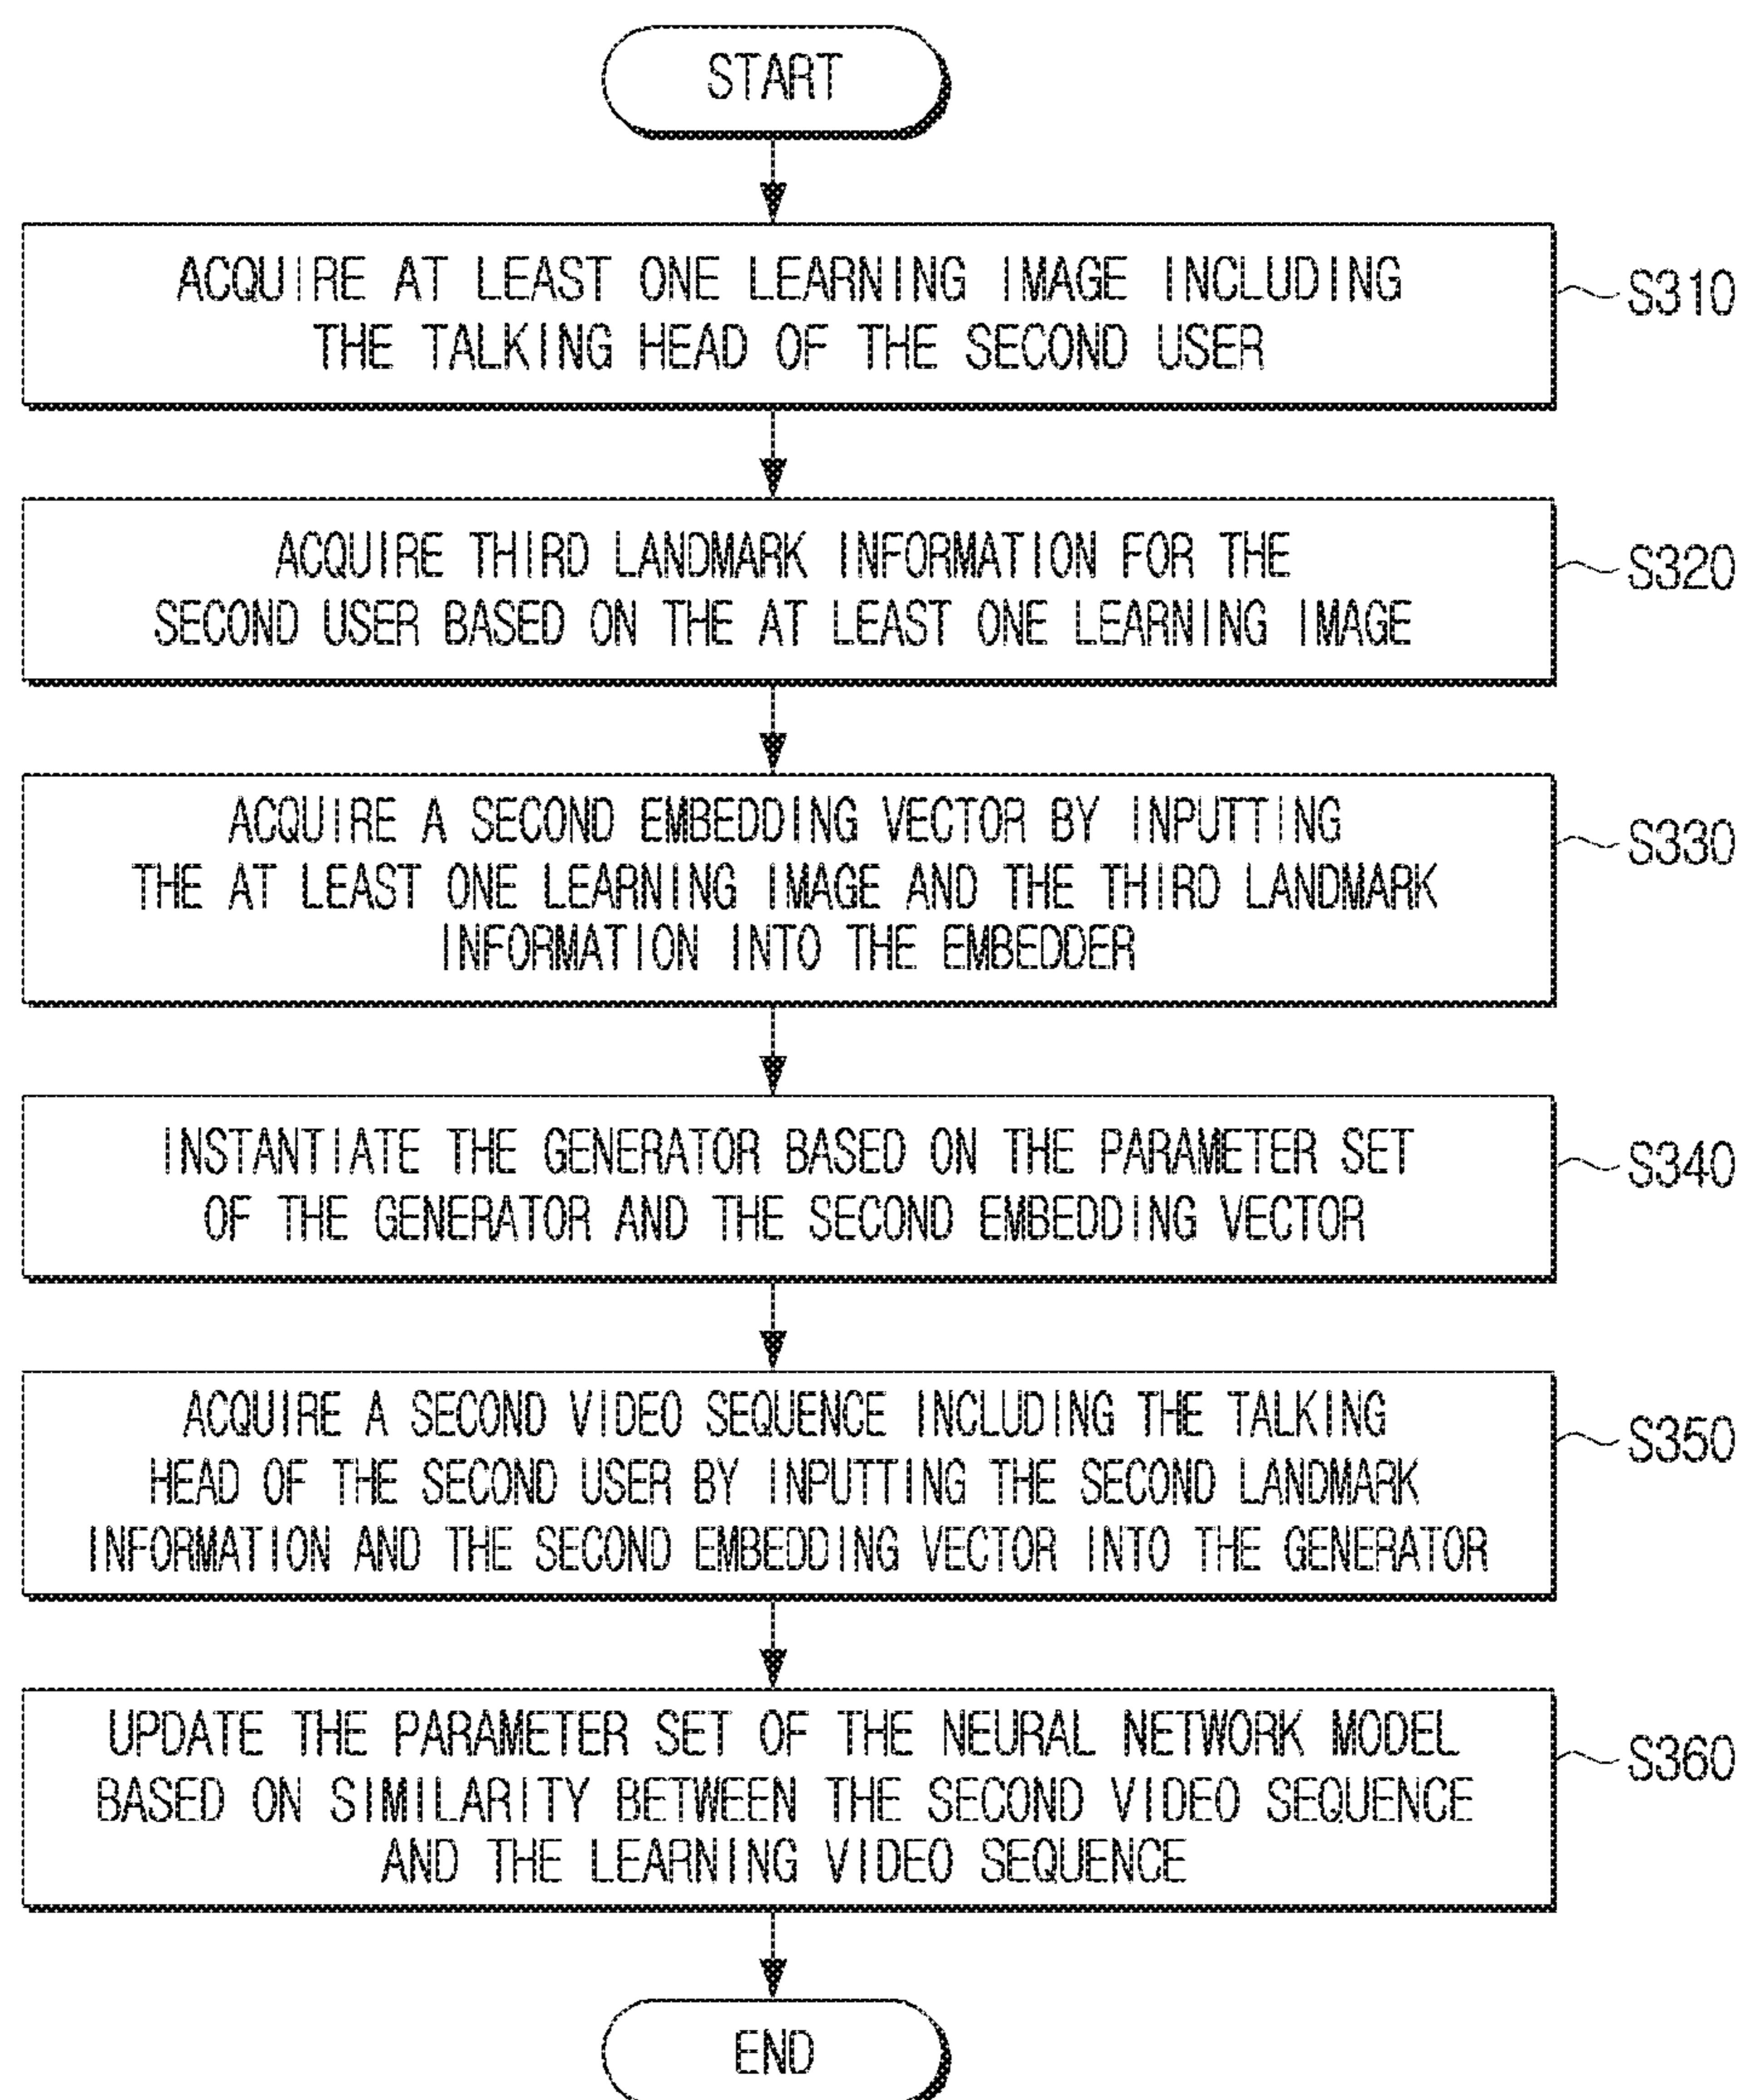 START
ACQUIRE AT LEAST ONE LEARNING IMAGE INCLUDING
THE TALKING HEAD OF THE SECOND USER
S310
ACQUIRE THIRD LANDMARK INFORMATION FOR THE
SECOND USER BASED ON THE AT LEAST ONE LEARNING IMAGE
S320
ACQUIRE A SECOND EMBEDDING VECTOR BY INPUTTING
THE AT LEAST ONE LEARNING IMAGE AND THE THIRD LANDMARK
INFORMATION INTO THE EMBEDDER
S330
INSTANTIATE THE GENERATOR BASED ON THE PARAMETER SET
OF THE GENERATOR AND THE SECOND EMBEDDING VECTOR
S340
ACQUIRE A SECOND VIDEO SEQUENCE INCLUDING THE TALKING
HEAD OF THE SECOND USER BY INPUTTING THE SECOND LANDMARK
INFORMATION AND THE SECOND EMBEDDING VECTOR INTO THE GENERATOR
S350
UPDATE THE PARAMETER SET OF THE NEURAL NETWORK MODEL
BASED ON SIMILARITY BETWEEN THE SECOND VIDEO SEQUENCE
AND THE LEARNING VIDEO SEQUENCE
S360
END